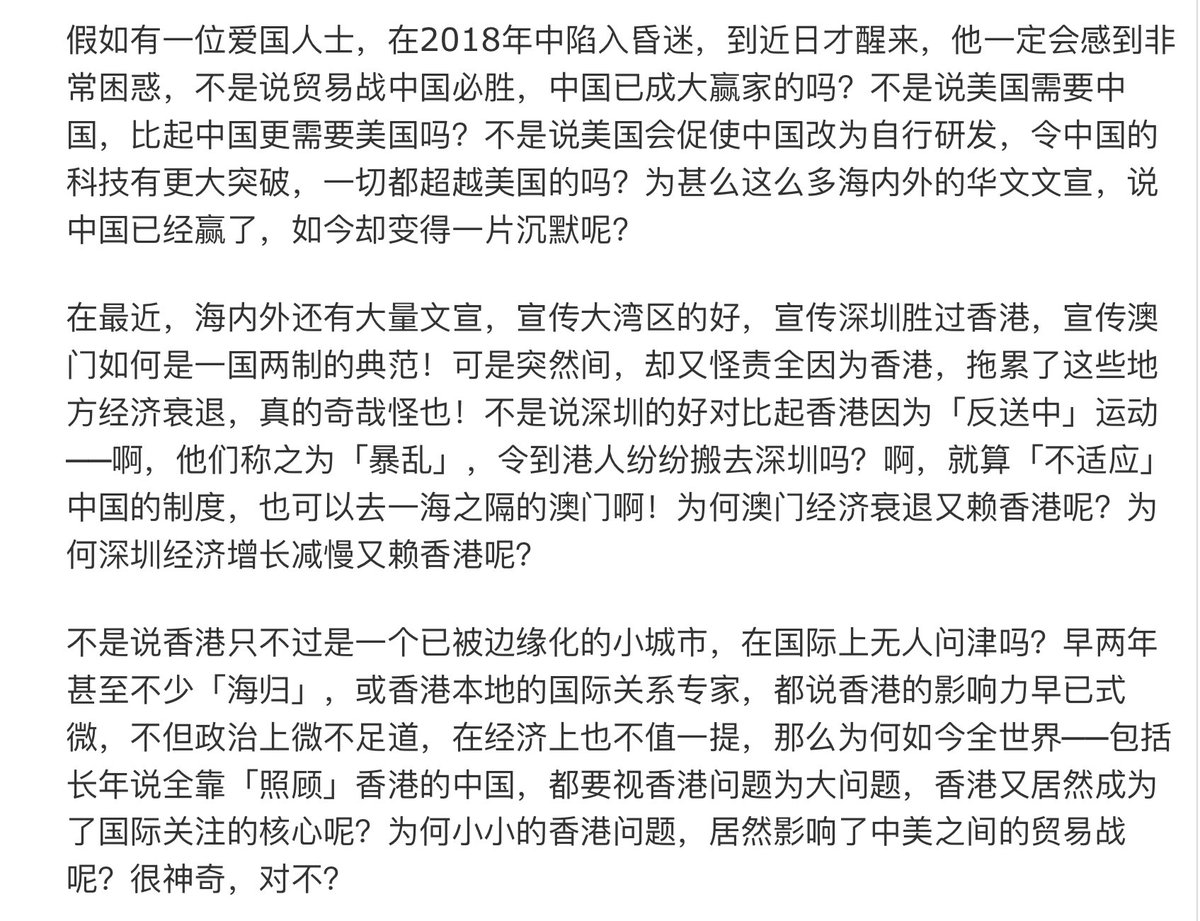 假如有一位爱国人士，在2018年中陷入昏迷，到近日才醒来，他一定会感到非
常困惑，不是说贸易战中国必胜，中国已成大赢家的吗？不是说美国需要中
国，比起中国更需要美国吗？不是说美国会促使中国改为自行研发，令中国的
科技有更大突破，一切都超越美国的吗？为甚么这么多海内外的华文文宣，说
中国已经赢了，如今却变得一片沉默呢？
在最近，海内外还有大量文宣，宣传大湾区的好，宣传深圳胜过香港，宣传澳
门如何是一国两制的典范！可是突然间，却又怪责全因为香港，拖累了这些地
方经济衰退，真的奇哉怪也！不是说深圳的好对比起香港因为「反送中」运动
──啊，他们称之为「暴乱」，令到港人纷纷搬去深圳吗？啊，就算「不适应」
中国的制度，也可以去一海之隔的澳门啊！为何澳门经济衰退又赖香港呢？为
何深圳经济增长减慢又赖香港呢？
不是说香港只不过是一个已被边缘化的小城市，在国际上无人问津吗？早两年
甚至不少「海归」，或香港本地的国际关系专家，都说香港的影响力早已式
微，不但政治上微不足道，在经济上也不值一提，那么为何如今全世界──包括
长年说全靠「照顾」香港的中国，都要视香港问题为大问题，香港又居然成为
了国际关注的核心呢？为何小小的香港问题，居然影响了中美之间的贸易战
呢？很神奇，对不？